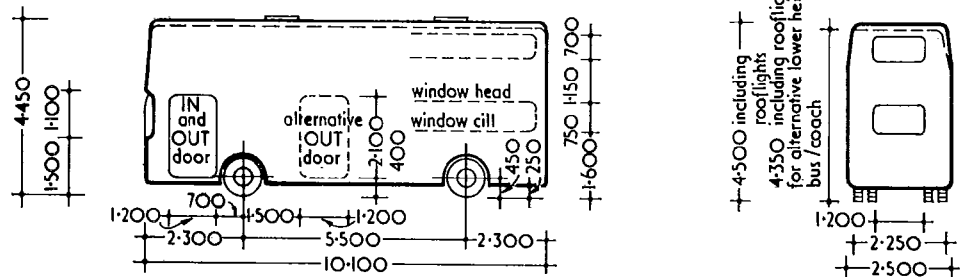 4·450
1·500 1·100
IN
and
OUT
door
alternative
OUT
door
2·100
400
window head
window cill
450
250
750 1·150 700
1·600
700
1·200
1·500
1·200
2·300
5·500
2·300
10·100
4·500 including
rooflights
4·350 including rooflig
for alternative lower hea
bus/coach
1·200
2·250
2·500